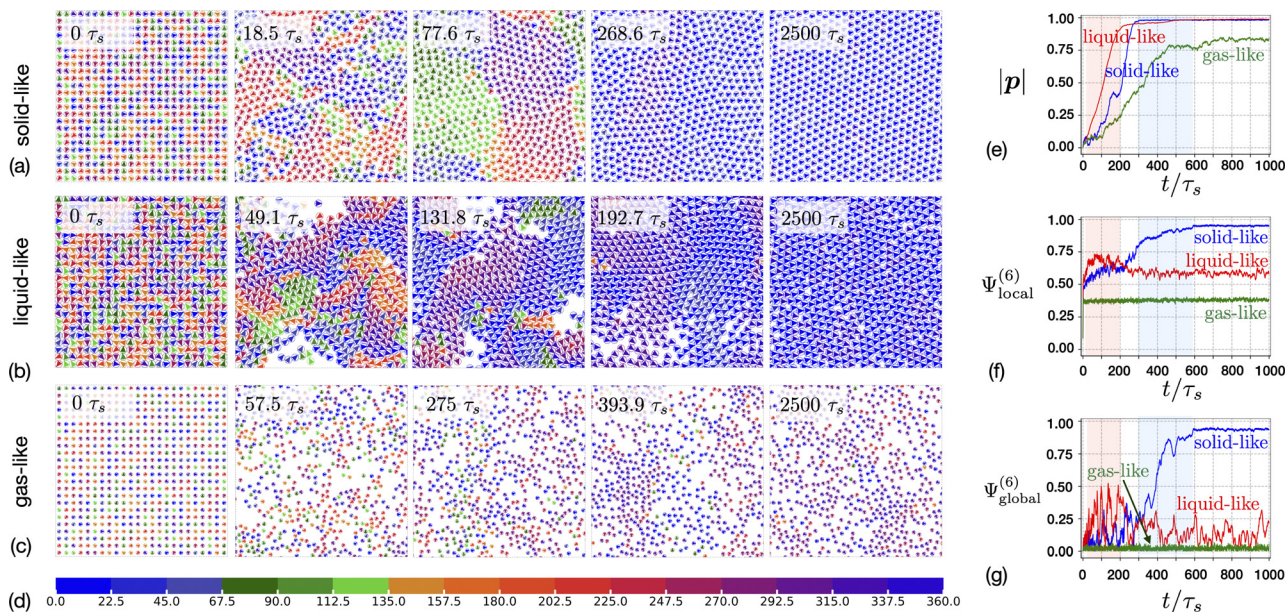 0 τₛ 18.5 τₛ 77.6 τₛ 268.6 τₛ 2500 τₛ
solid-like
(a)
0 τₛ 49.1 τₛ 131.8 τₛ 192.7 τₛ 2500 τₛ
liquid-like
(b)
0 τₛ 57.5 τₛ 275 τₛ 393.9 τₛ 2500 τₛ
gas-like
(c)
(d)
0.0 22.5 45.0 67.5 90.0 112.5 135.0 157.5 180.0 202.5 225.0 247.5 270.0 292.5 315.0 337.5 360.0
1.00
0.75
0.50
0.25
0.00
|p|
liquid-like
solid-like
gas-like
0 200 400 600 800 1000
(e)
t/τₛ
1.00
0.75
0.50
0.25
0.00
Ψ⁽⁶⁾local
solid-like
liquid-like
gas-like
0 200 400 600 800 1000
(f)
t/τₛ
1.00
0.75
0.50
0.25
0.00
Ψ⁽⁶⁾global
solid-like
gas-like
liquid-like
0 200 400 600 800 1000
(g)
t/τₛ